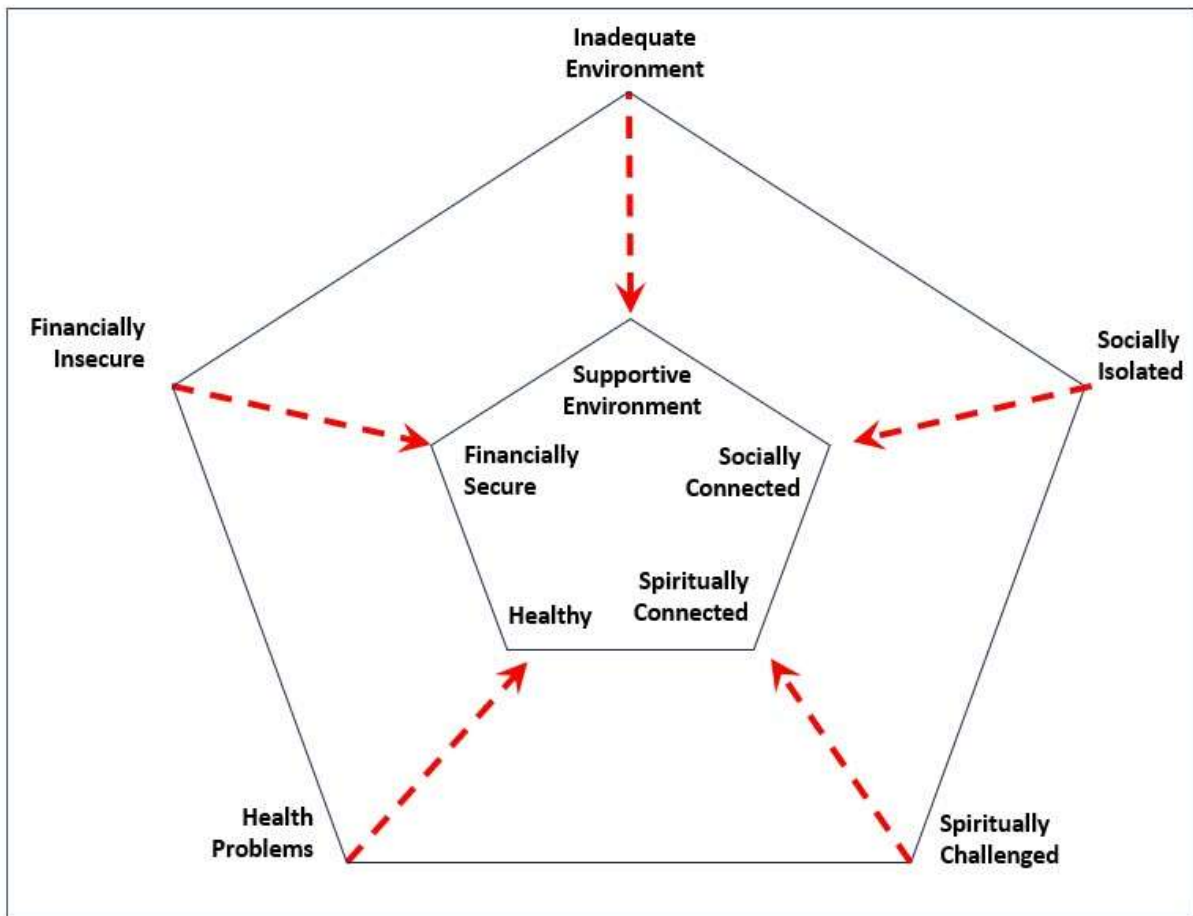 Inadequate
Environment
Financially
Insecure
Socially
Isolated
Supportive
Environment
Financially
Secure
Socially
Connected
Healthy
Spiritually
Connected
Health
Problems
Spiritually
Challenged